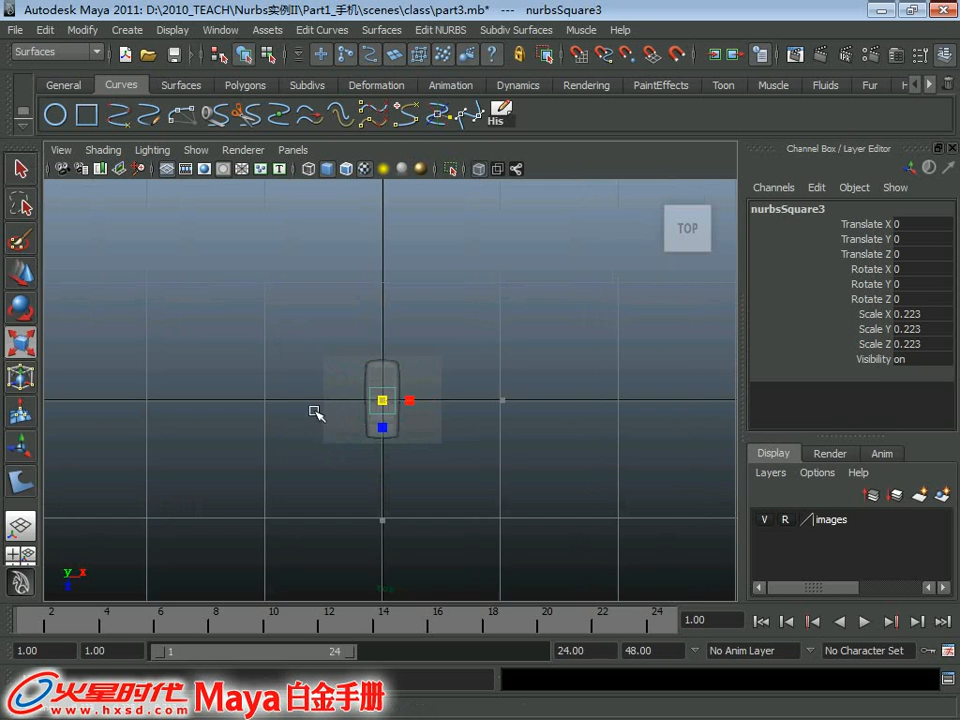 Autodesk Maya 2011: D:\2010_TEACH\Nurbs实例II\Part1_手机\scenes\class\part3.mb* --- nurbsSquare3
File Edit Modify Create Display Window Assets Edit Curves Surfaces Edit NURBS Subdiv Surfaces Muscle Help
Surfaces
General Curves Surfaces Polygons Subdivs Deformation Animation Dynamics Rendering PaintEffects Toon Muscle Fluids Fur H
His
View Shading Lighting Show Renderer Panels
Channel Box / Layer Editor
Channels Edit Object Show
TOP
nurbsSquare3
Translate X 0
Translate Y 0
Translate Z 0
Rotate X 0
Rotate Y 0
Rotate Z 0
Scale X 0.223
Scale Y 0.223
Scale Z 0.223
Visibility on
Display Render Anim
Layers Options Help
V R images
y x
2 4 6 8 10 12 14 16 18 20 22 24
1.00
1.00 1.00 1 24 24.00 48.00 No Anim Layer No Character Set
火星时代 Maya 白金手册
www.hxsd.com